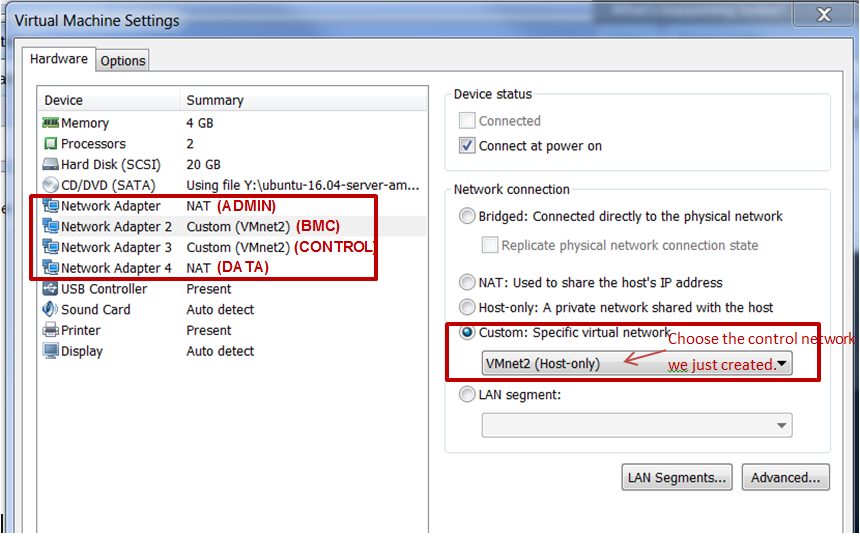 Virtual Machine Settings
Hardware
Options
Device Summary
Memory 4 GB
Processors 2
Hard Disk (SCSI) 20 GB
CD/DVD (SATA) Using file Y:\ubuntu-16.04-server-am...
Network Adapter NAT (ADMIN)
Network Adapter 2 Custom (VMnet2) (BMC)
Network Adapter 3 Custom (VMnet2) (CONTROL)
Network Adapter 4 NAT (DATA)
USB Controller Present
Sound Card Auto detect
Printer Present
Display Auto detect
Device status
Connected
Connect at power on
Network connection
Bridged: Connected directly to the physical network
Replicate physical network connection state
NAT: Used to share the host's IP address
Host-only: A private network shared with the host
Custom: Specific virtual network
Choose the control network
VMnet2 (Host-only) we just created.
LAN segment:
LAN Segments... Advanced...